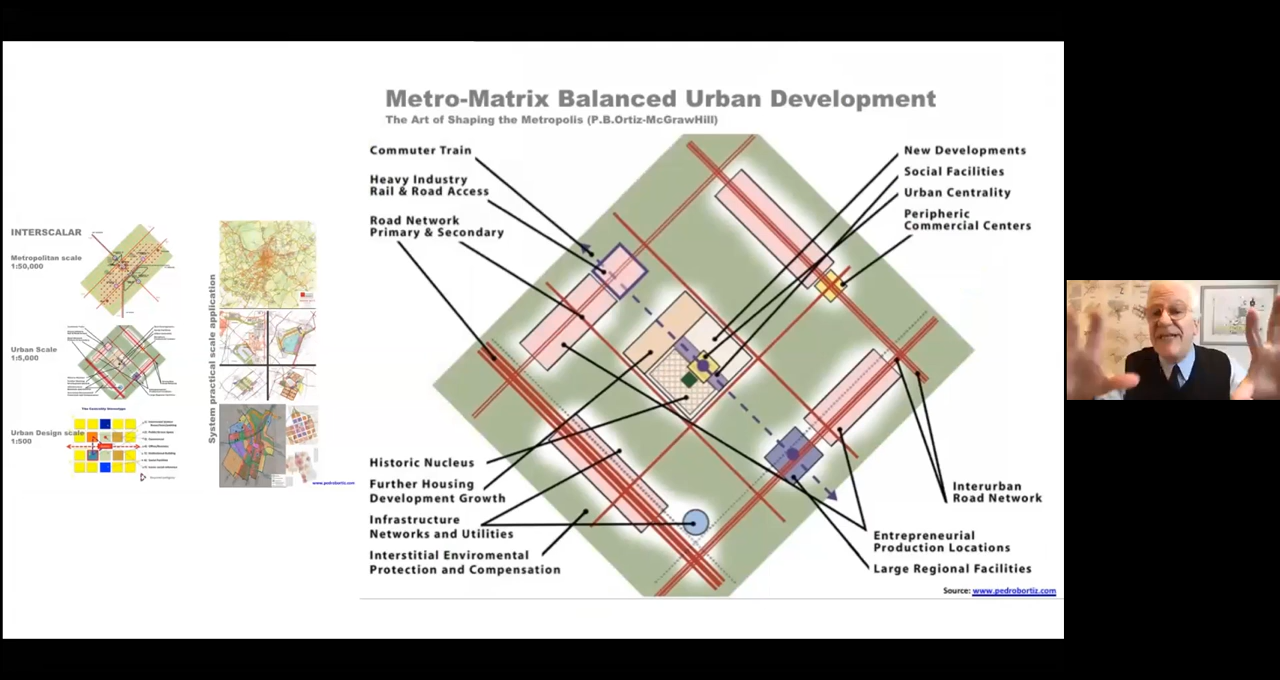 Metro-Matrix Balanced Urban Development
The Art of Shaping the Metropolis (P.B.Ortiz-McGrawHill)
Commuter Train
Heavy Industry
Rail & Road Access
Road Network
Primary & Secondary
New Developments
Social Facilities
Urban Centrality
Peripheric
Commercial Centers
Historic Nucleus
Further Housing
Development Growth
Infrastructure
Networks and Utilities
Interstitial Enviromental
Protection and Compensation
Interurban
Road Network
Entrepreneurial
Production Locations
Large Regional Facilities
Source: www.pedrobortiz.com
INTERSCALAR
Metropolitan scale
1:50,000
Urban Scale
1:5,000
Urban Design scale
1:500
System practical scale application
www.pedrobortiz.com